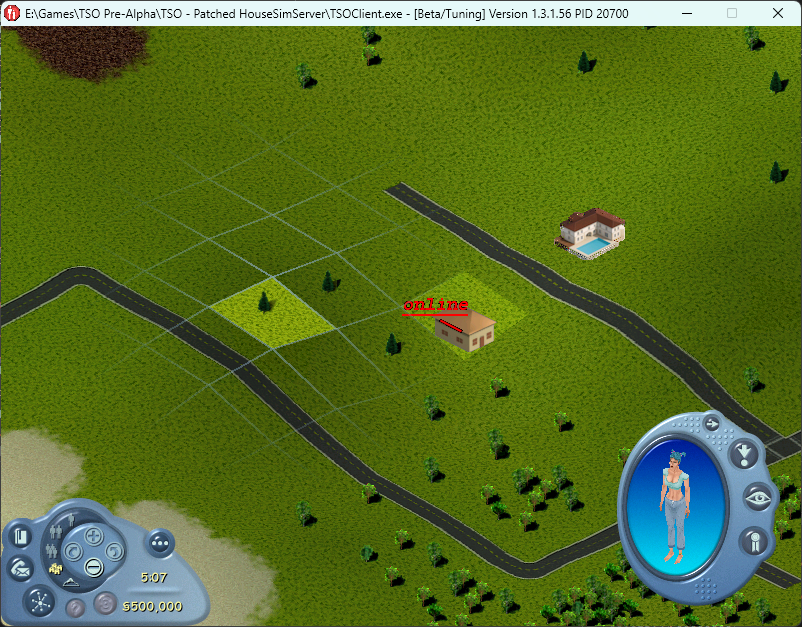 E:\Games\TSO Pre-Alpha\TSO - Patched HouseSimServer\TSOClient.exe - [Beta/Tuning] Version 1.3.1.56 PID 20700
online
5:07
$500,000